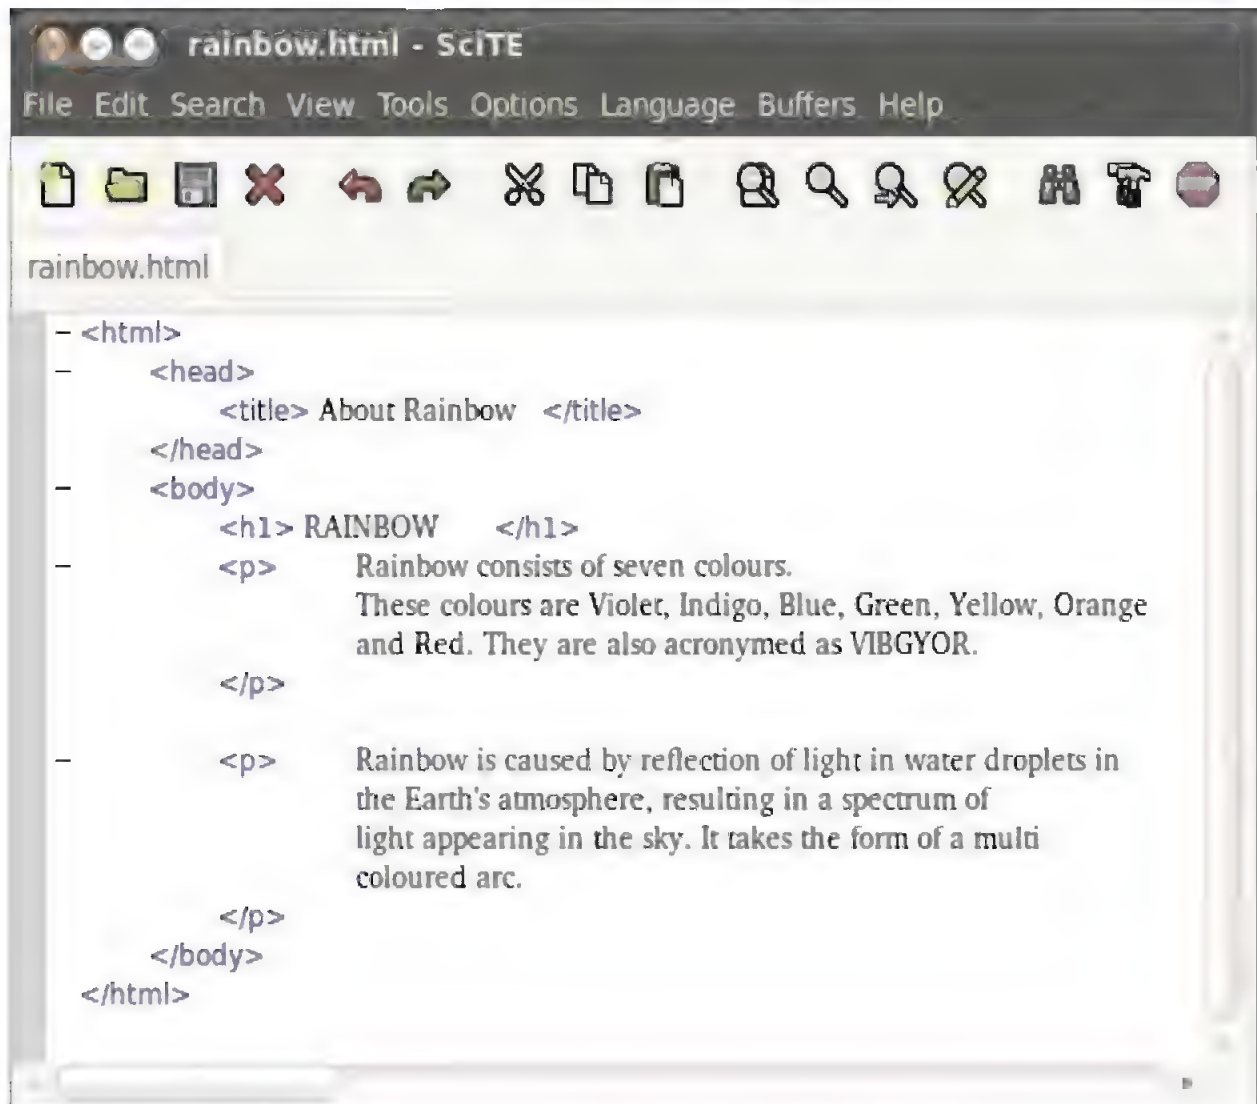 rainbow.html - SciTE
File Edit Search View Tools Options Language Buffers Help
rainbow.html
<html>
<head>
<title> About Rainbow </title>
</head>
<body>
<h1> RAINBOW </h1>
<p> Rainbow consists of seven colours.
These colours are Violet, Indigo, Blue, Green, Yellow, Orange
and Red. They are also acronymed as VIBGYOR.
</p>
<p> Rainbow is caused by reflection of light in water droplets in
the Earth's atmosphere, resulting in a spectrum of
light appearing in the sky. It takes the form of a multi
coloured arc.
</p>
</body>
</html>